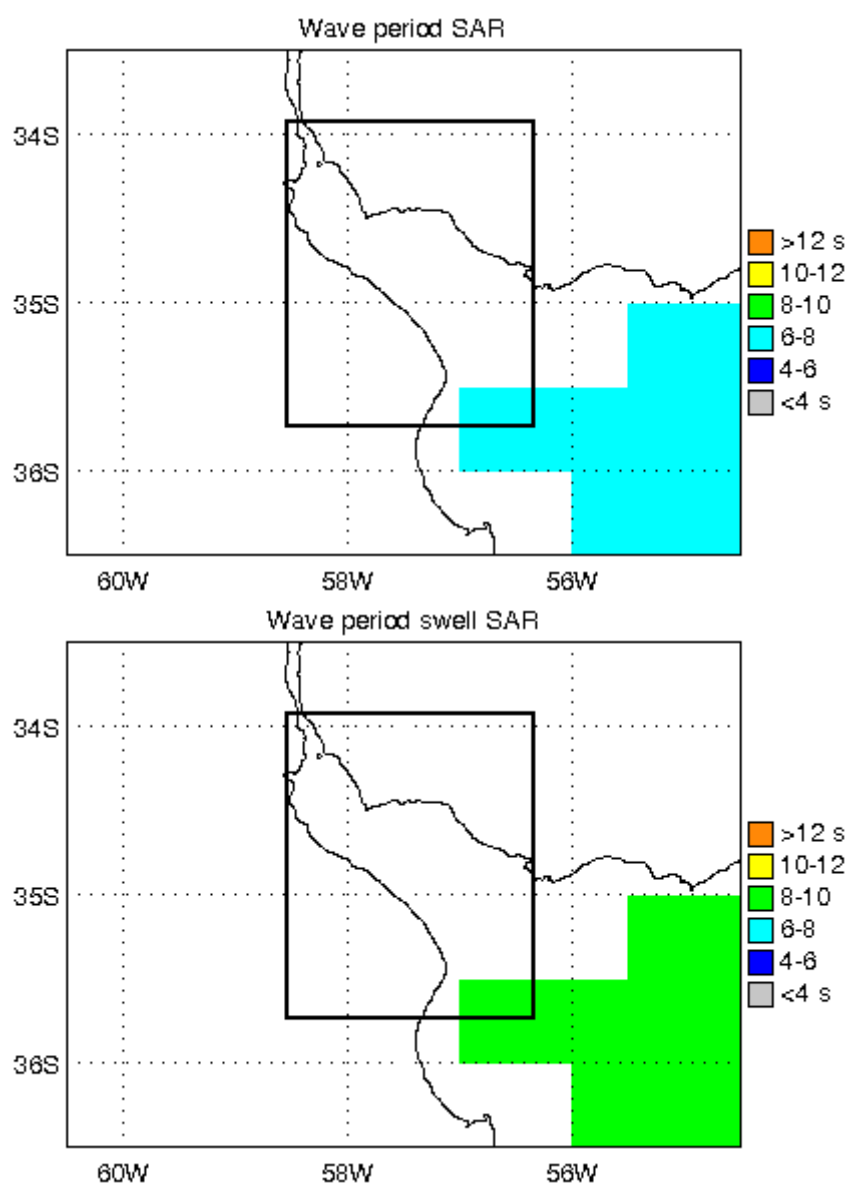 Wave period SAR
34S
35S
36S
60W 58W 56W
>12 s
10-12
8-10
6-8
4-6
<4 s
Wave period swell SAR
34S
35S
36S
60W 58W 56W
>12 s
10-12
8-10
6-8
4-6
<4 s